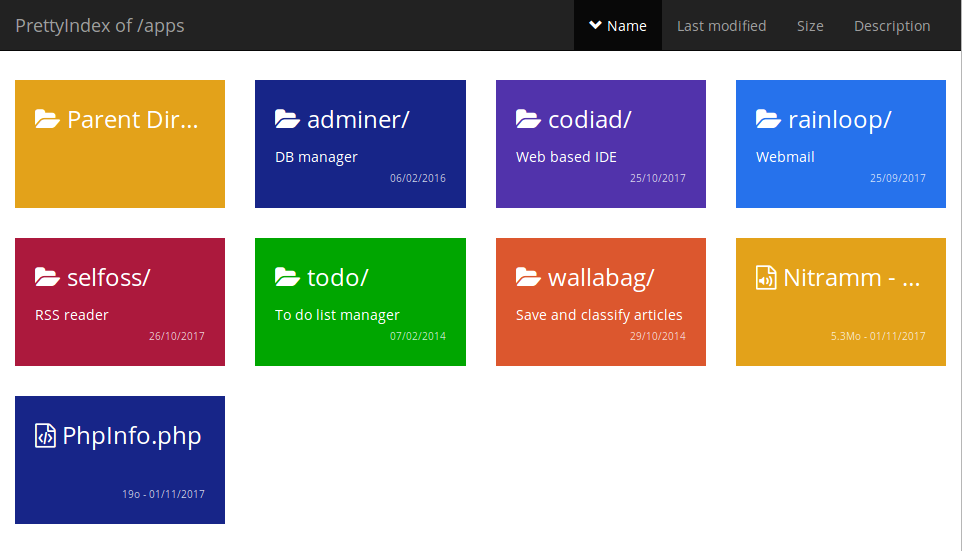 PrettyIndex of /apps
Name Last modified Size Description
Parent Dir...
adminer/
DB manager
06/02/2016
codiad/
Web based IDE
25/10/2017
rainloop/
Webmail
25/09/2017
selfoss/
RSS reader
26/10/2017
todo/
To do list manager
07/02/2014
wallabag/
Save and classify articles
29/10/2014
Nitramm - ...
5.3Mo - 01/11/2017
PhpInfo.php
19o - 01/11/2017